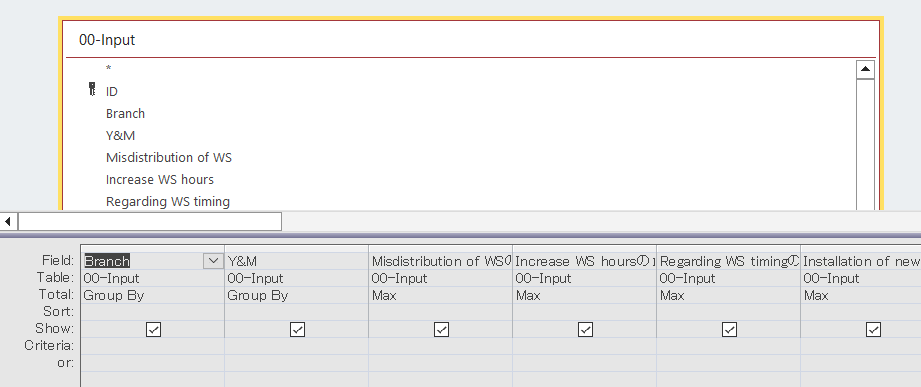 00-Input
*
ID
Branch
Y&M
Misdistribution of WS
Increase WS hours
Regarding WS timing
Field: Branch Y&M Misdistribution of WSの Increase WS hoursの Regarding WS timingの Installation of new
Table: 00-Input 00-Input 00-Input 00-Input 00-Input 00-Input
Total: Group By Group By Max Max Max Max
Sort:
Show:
Criteria:
or: